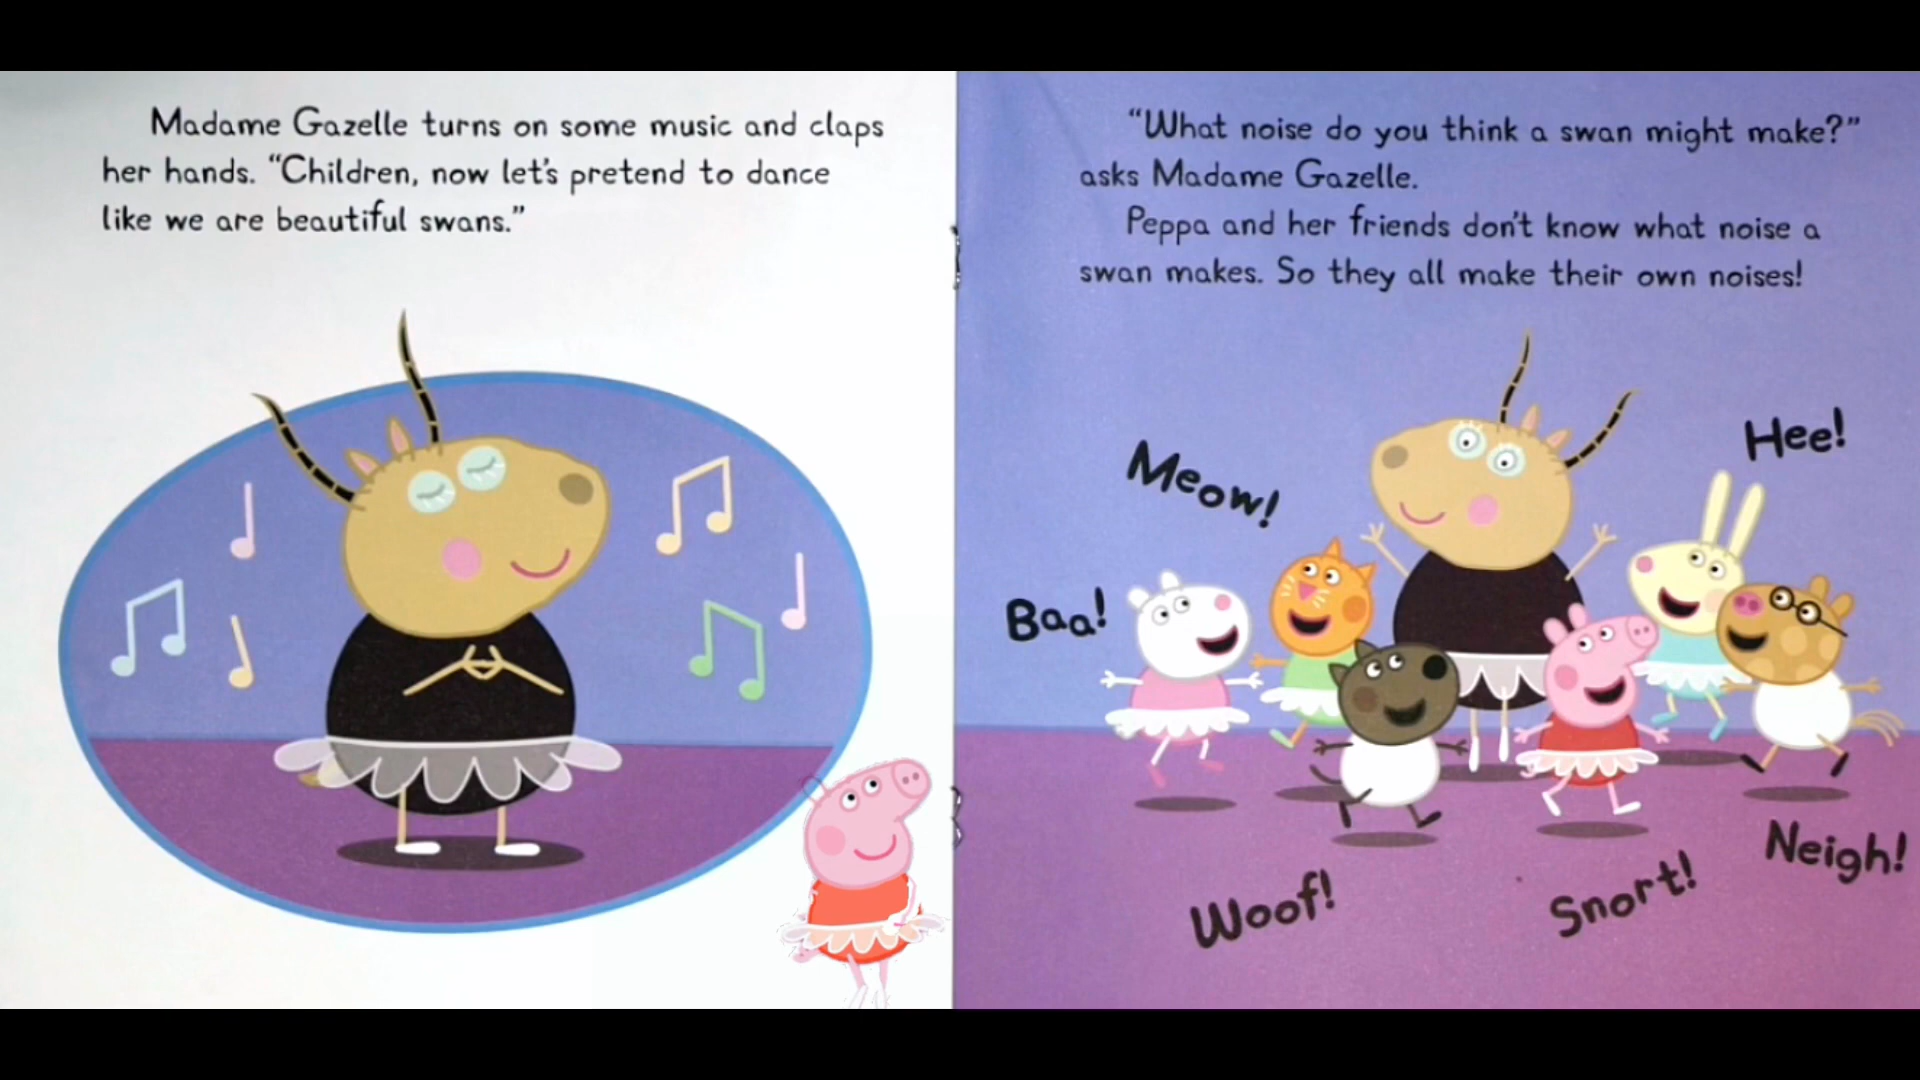 Madame Gazelle turns on some music and claps
her hands. “Children, now let’s pretend to dance
like we are beautiful swans.”
“What noise do you think a swan might make?”
asks Madame Gazelle.
Peppa and her friends don’t know what noise a
swan makes. So they all make their own noises!
Hee!
Meow!
Baa!
Neigh!
Woof!
Snort!